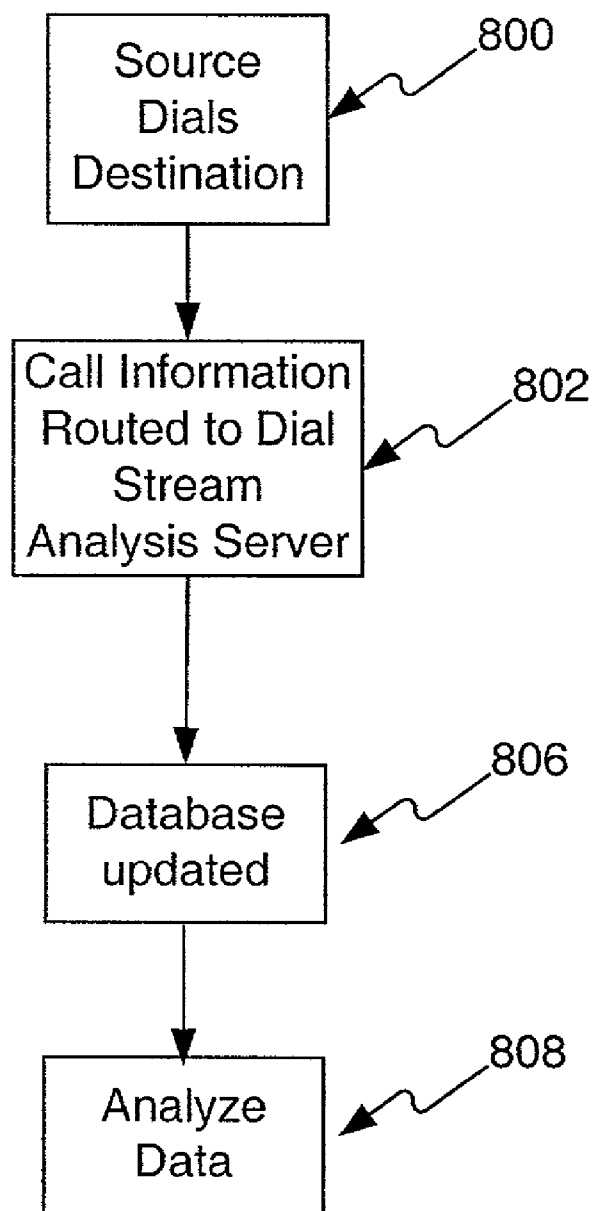 800
Source
Dials
Destination
802
Call Information
Routed to Dial
Stream
Analysis Server
806
Database
updated
808
Analyze
Data